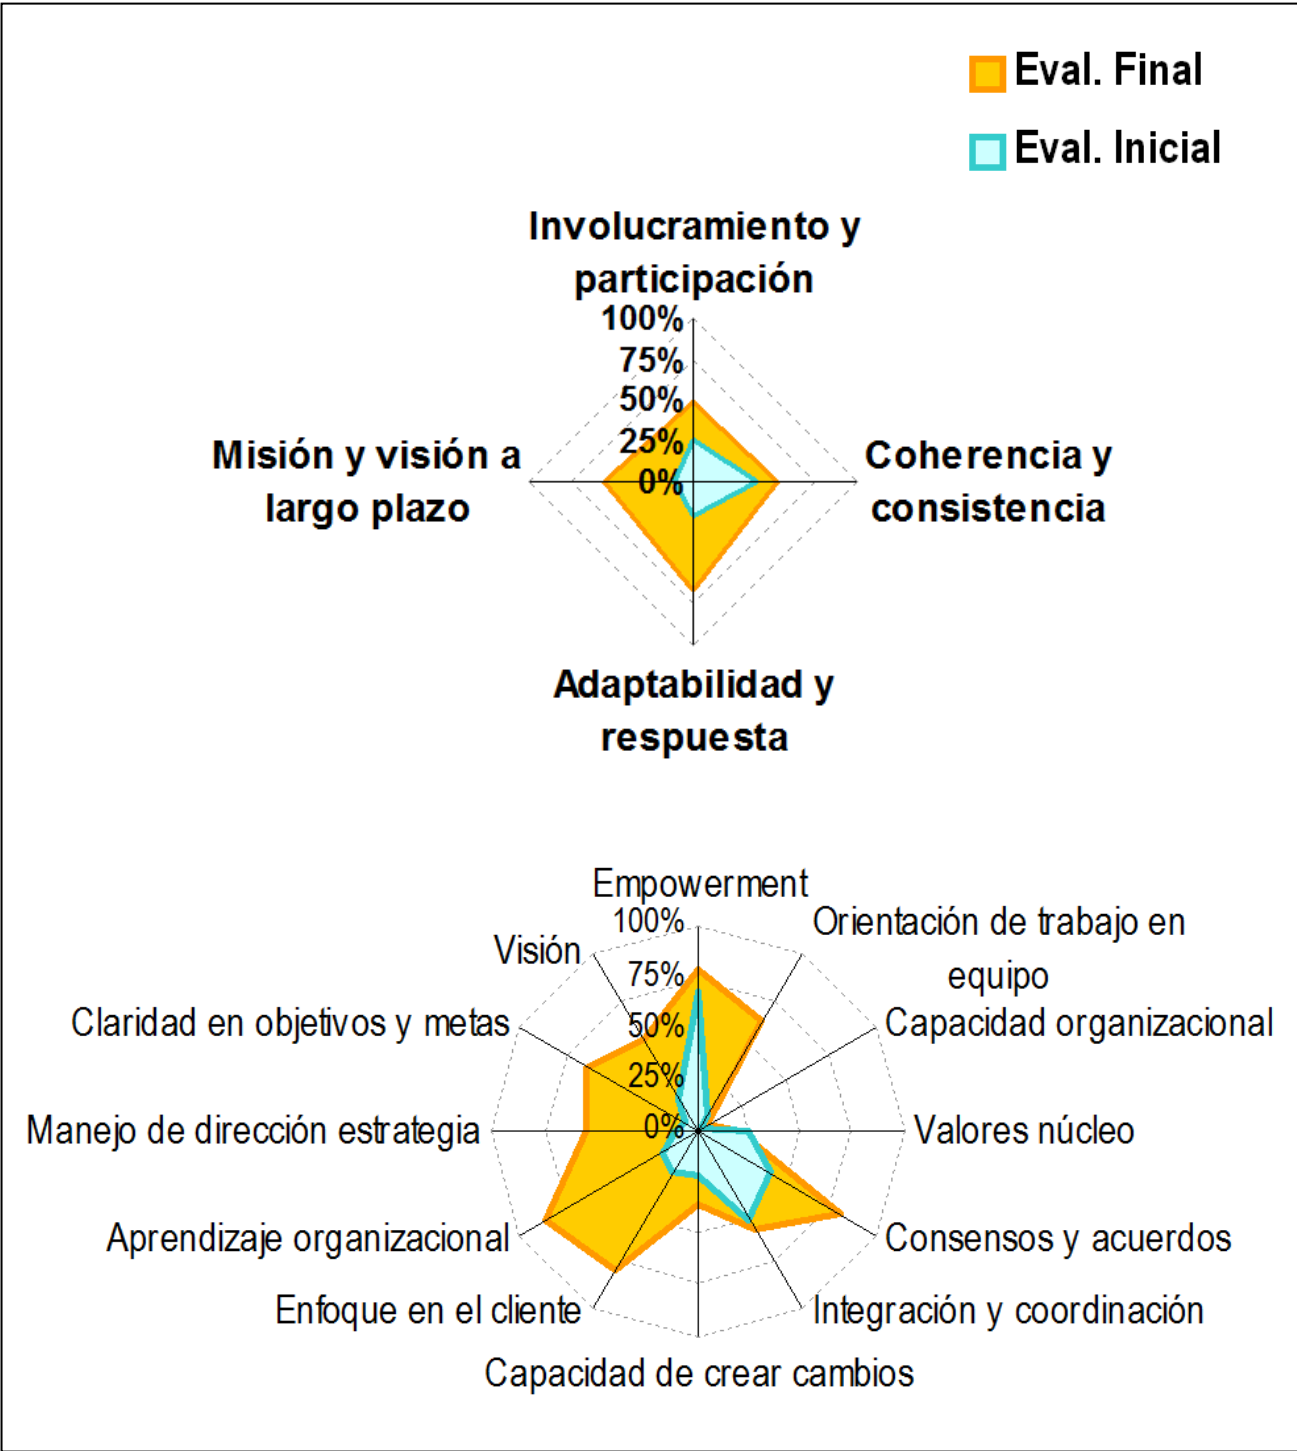 Eval. Final
Eval. Inicial
Involucramiento y
participación
100%
75%
50%
25%
0%
Misión y visión a
largo plazo
Coherencia y
consistencia
Adaptabilidad y
respuesta
Empowerment
100%
75%
50%
25%
0%
Orientación de trabajo en
equipo
Capacidad organizacional
Valores núcleo
Consensos y acuerdos
Integración y coordinación
Capacidad de crear cambios
Enfoque en el cliente
Aprendizaje organizacional
Manejo de dirección estrategia
Claridad en objetivos y metas
Visión